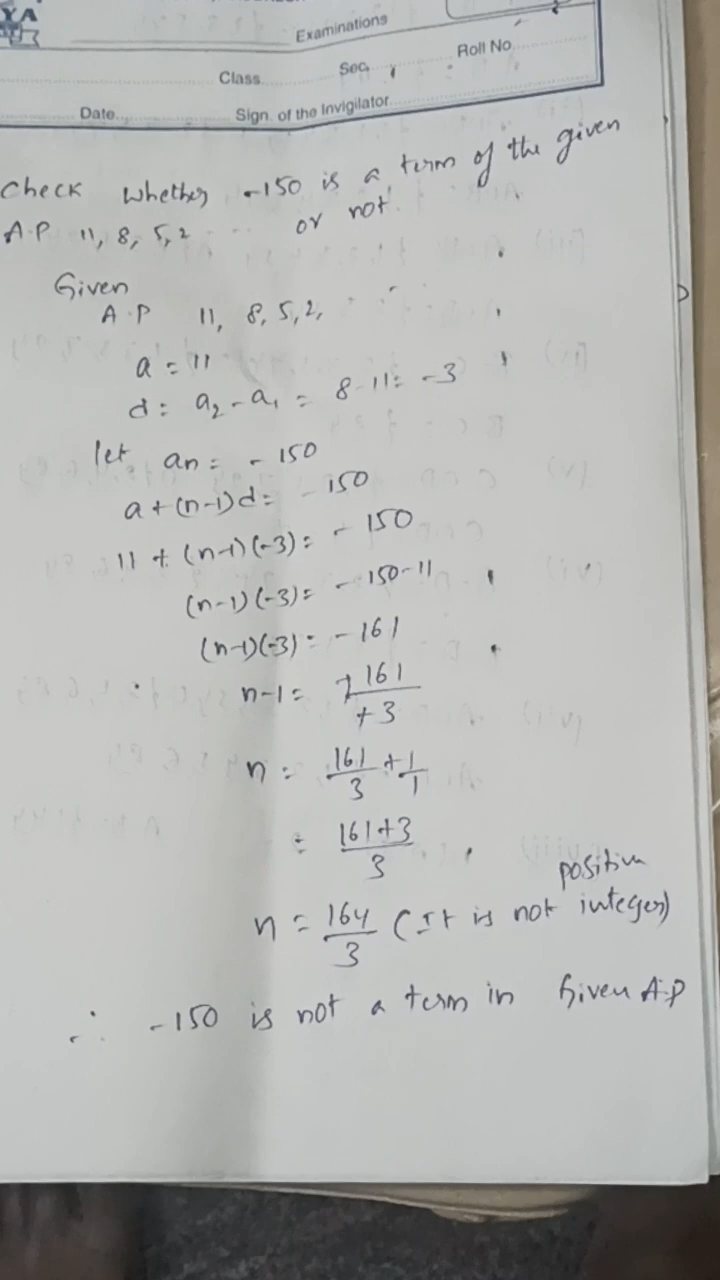 YA
Examinations
Class Sec. Roll No.
Date Sign. of the Invigilator
Check whether -150 is a term of the given
A.P 11, 8, 5, 2 ... or not.
Given
A.P 11, 8, 5, 2,
a = 11
d = a₂ - a₁ = 8-11 = -3
let an = -150
a + (n-1) d = -150
11 + (n-1) (-3) = -150
(n-1) (-3) = -150-11
(n-1)(-3) = -161
n-1 = +161/+3
n = 161/3 + 1/1
= 161+3/3
n = 164/3 (It is not positive integer)
∴ -150 is not a term in Given A.P